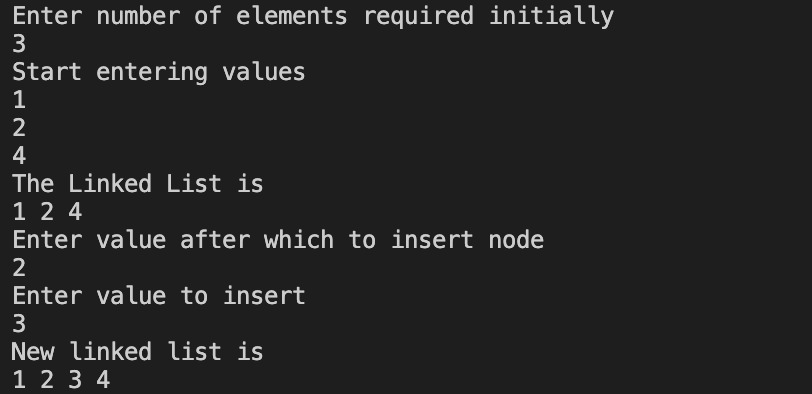 Enter number of elements required initially
3
Start entering values
1
2
4
The Linked List is
1 2 4
Enter value after which to insert node
2
Enter value to insert
3
New linked list is
1 2 3 4